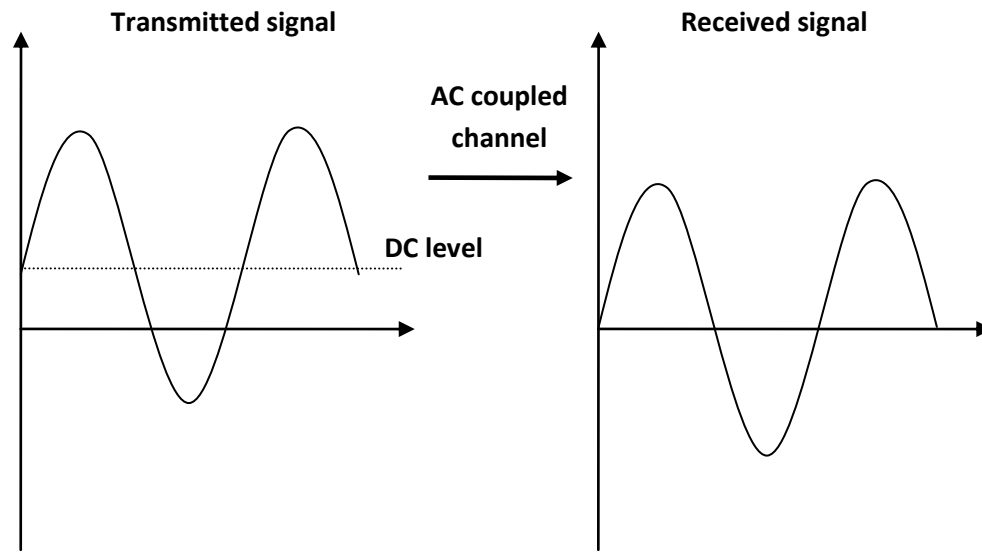 Transmitted signal
Received signal
AC coupled
channel
DC level